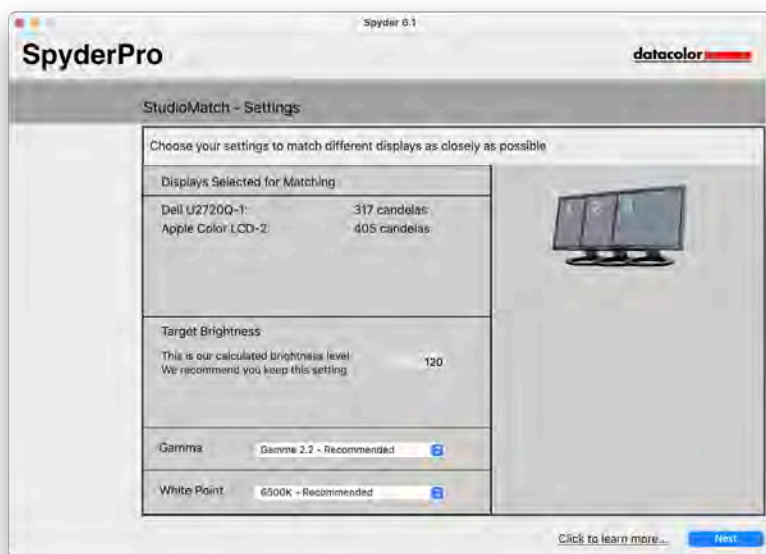 Spyder 6.1
SpyderPro
datacolor
StudioMatch - Settings
Choose your settings to match different displays as closely as possible
Displays Selected for Matching
Dell U2720Q-1: 317 candelas
Apple Color LCD-2: 405 candelas
1 2 3
Target Brightness
This is our calculated brightness level
We recommend you keep this setting
120
Gamma Gamma 2.2 - Recommended
White Point 6500K - Recommended
Click to learn more... Next